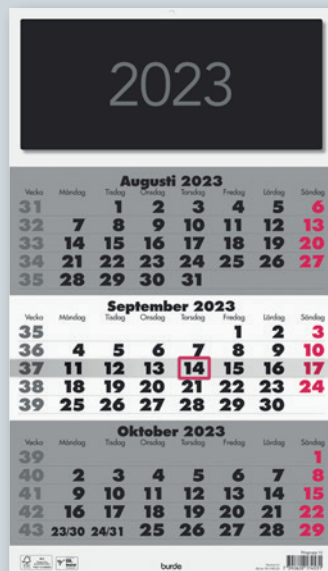 2023
Augusti 2023
Vecka Måndag Tisdag Onsdag Torsdag Fredag Lördag Söndag
31 1 2 3 4 5 6
32 7 8 9 10 11 12 13
33 14 15 16 17 18 19 20
34 21 22 23 24 25 26 27
35 28 29 30 31
September 2023
Vecka Måndag Tisdag Onsdag Torsdag Fredag Lördag Söndag
35 1 2 3
36 4 5 6 7 8 9 10
37 11 12 13 14 15 16 17
38 18 19 20 21 22 23 24
39 25 26 27 28 29 30
Oktober 2023
Vecka Måndag Tisdag Onsdag Torsdag Fredag Lördag Söndag
39 1
40 2 3 4 5 6 7 8
41 9 10 11 12 13 14 15
42 16 17 18 19 20 21 22
43 23/30 24/31 25 26 27 28 29
FSC
burde